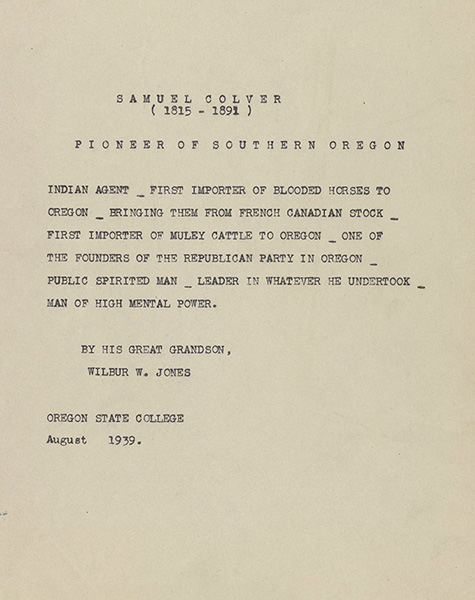 SAMUEL COLVER
( 1815 - 1891 )
PIONEER OF SOUTHERN OREGON
INDIAN AGENT _ FIRST IMPORTER OF BLOODED HORSES TO
OREGON _ BRINGING THEM FROM FRENCH CANADIAN STOCK _
FIRST IMPORTER OF MULEY CATTLE TO OREGON _ ONE OF
THE FOUNDERS OF THE REPUBLICAN PARTY IN OREGON _
PUBLIC SPIRITED MAN _ LEADER IN WHATEVER HE UNDERTOOK _
MAN OF HIGH MENTAL POWER.
BY HIS GREAT GRANDSON,
WILBUR W. JONES
OREGON STATE COLLEGE
August 1939.